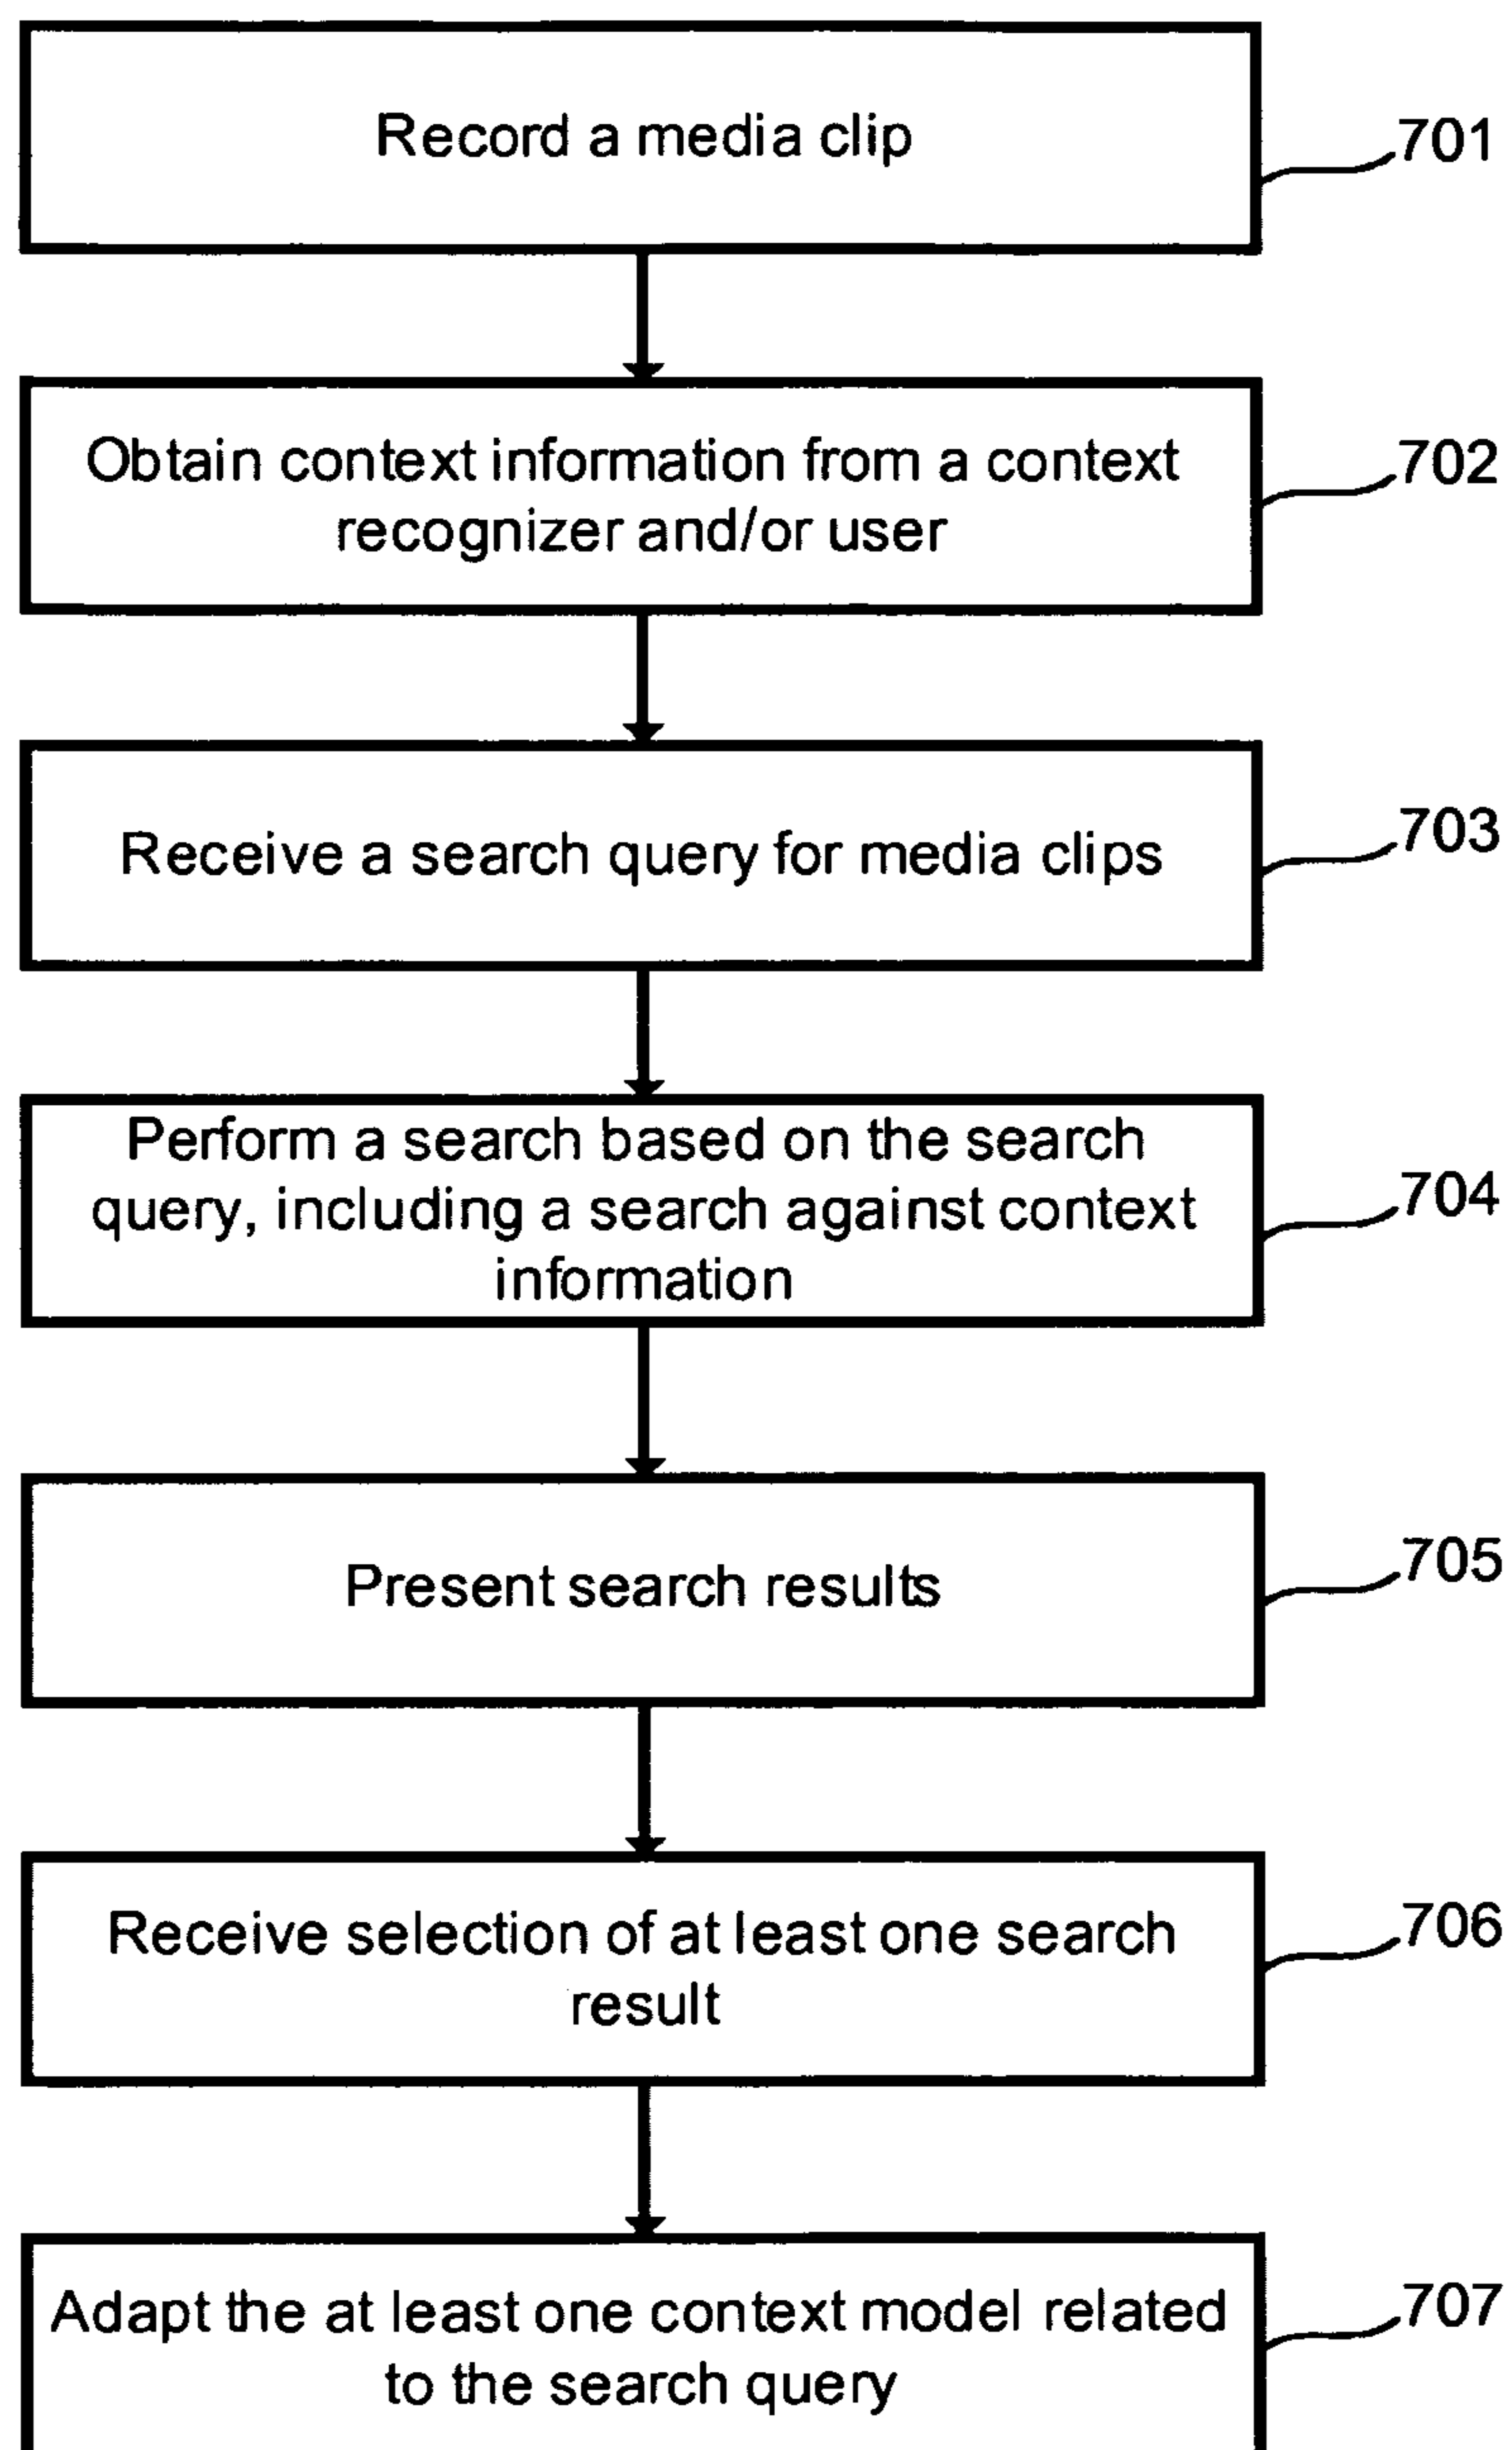 Record a media clip
701
Obtain context information from a context
recognizer and/or user
702
Receive a search query for media clips
703
Perform a search based on the search
query, including a search against context
information
704
Present search results
705
Receive selection of at least one search
result
706
Adapt the at least one context model related
to the search query
707